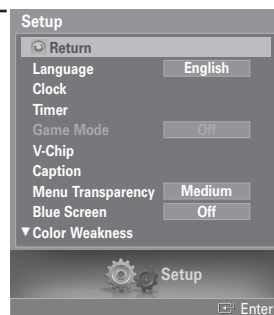 Setup
Return
Language English
Clock
Timer
Game Mode Off
V-Chip
Caption
Menu Transparency Medium
Blue Screen Off
▼ Color Weakness
Setup
Enter